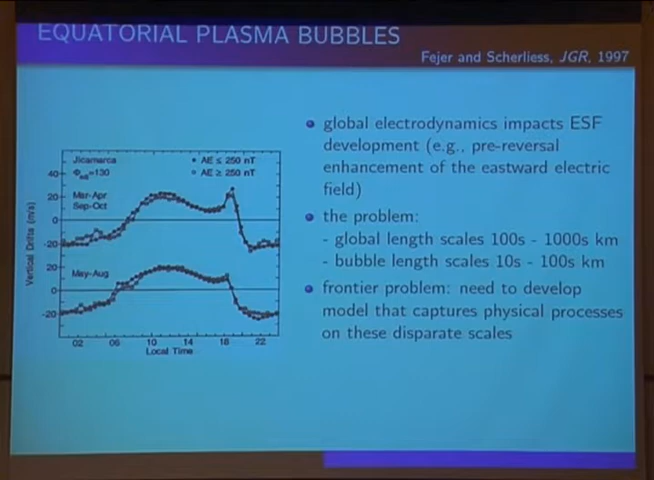 EQUATORIAL PLASMA BUBBLES
Fejer and Scherliess, JGR, 1997
Jicamarca
• AE ≤ 250 nT
=130
□ AE ≥ 250 nT
Mar-Apr
Sep-Oct
40
20
0
-20
May-Aug
20
0
-20
Vertical Drifts (m/s)
02 06 10 14 18 22
Local Time
global electrodynamics impacts ESF
development (e.g., pre-reversal
enhancement of the eastward electric
field)
the problem:
- global length scales 100s - 1000s km
- bubble length scales 10s - 100s km
frontier problem: need to develop
model that captures physical processes
on these disparate scales